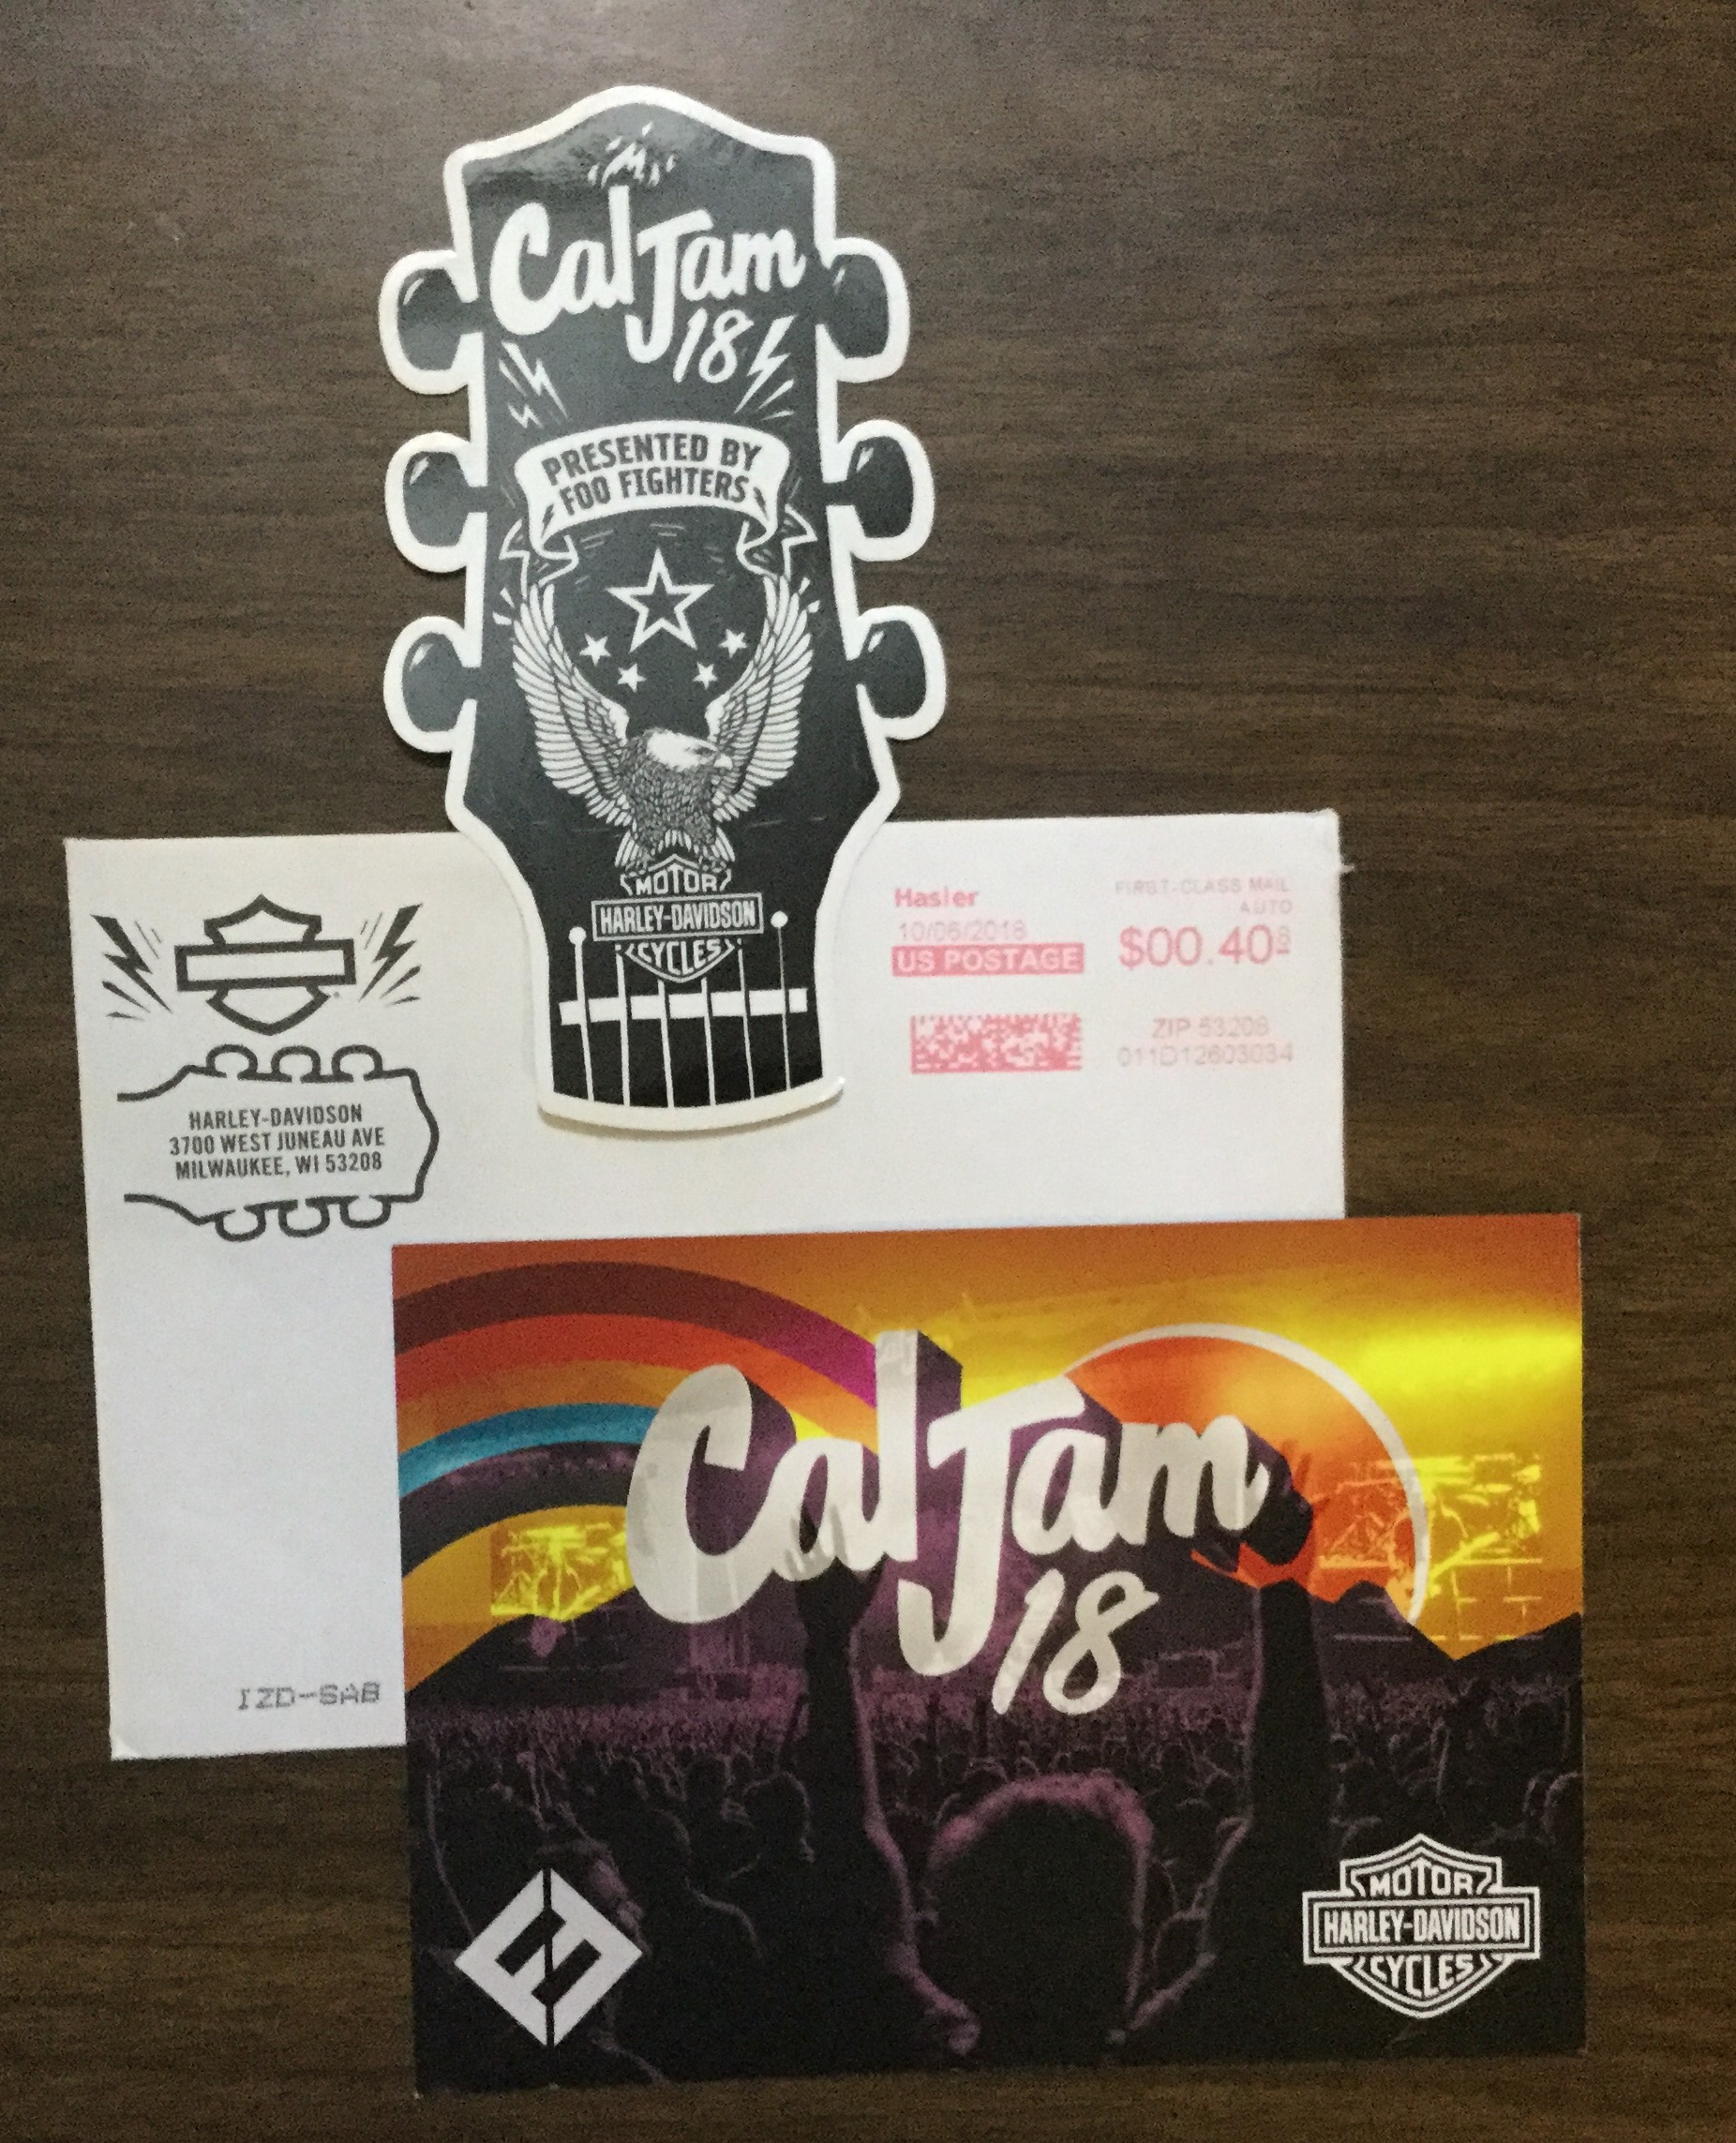 Cal Jam
18
PRESENTED BY
FOO FIGHTERS
MOTOR
HARLEY-DAVIDSON
CYCLES
Hasler
10/06/2018
US POSTAGE
FIRST-CLASS MAIL
AUTO
$00.40⁸
ZIP 53208
011D12603034
HARLEY-DAVIDSON
3700 WEST JUNEAU AVE
MILWAUKEE, WI 53208
IZD-SAB
Cal Jam
18
MOTOR
HARLEY-DAVIDSON
CYCLES